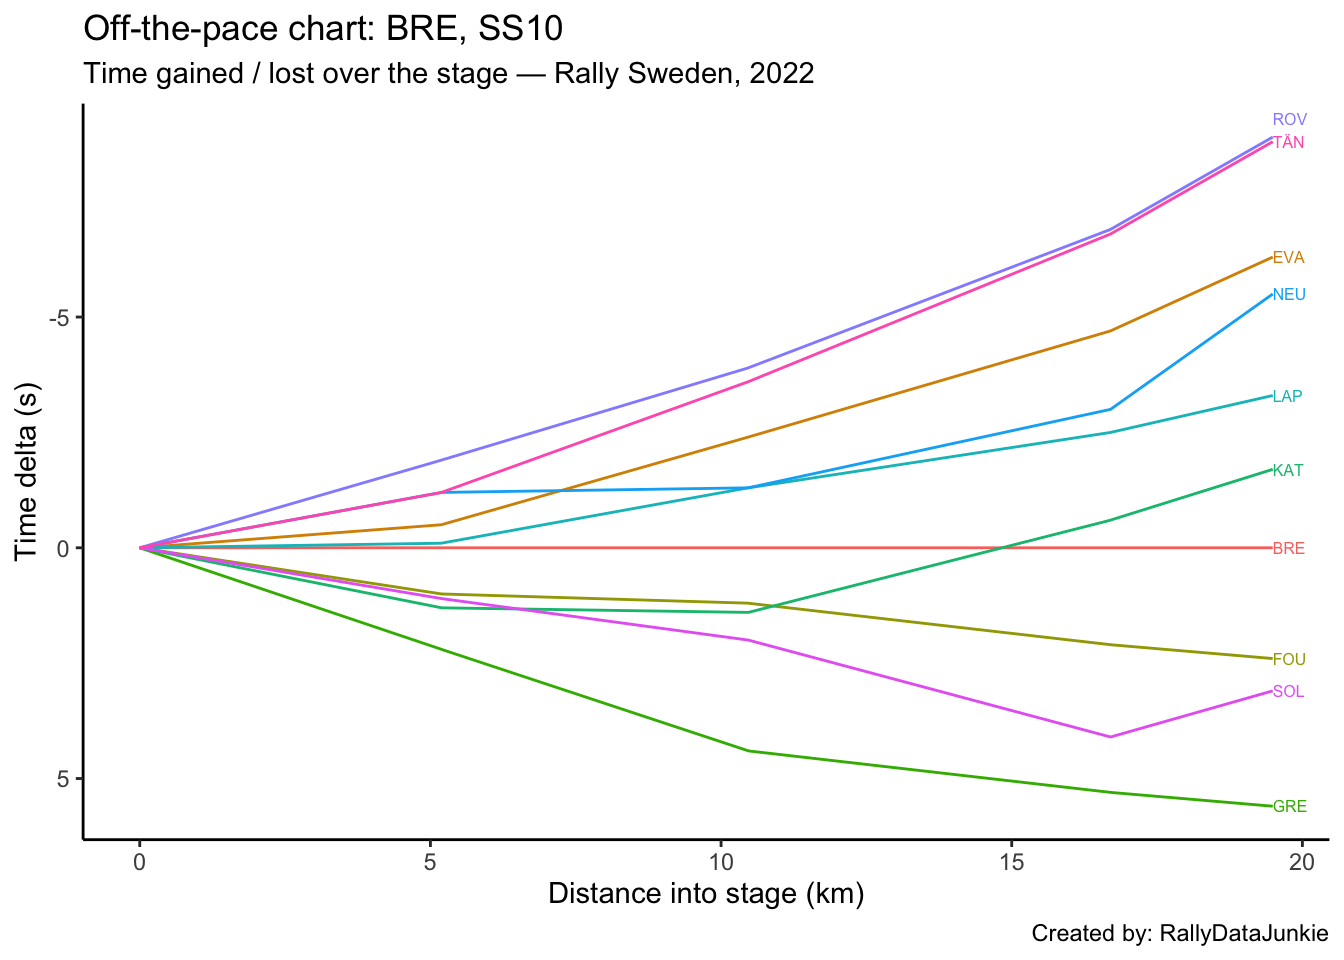 Off-the-pace chart: BRE, SS10
Time gained / lost over the stage — Rally Sweden, 2022
ROV
TÄN
EVA
NEU
LAP
KAT
BRE
FOU
SOL
GRE
-5
0
5
Time delta (s)
0 5 10 15 20
Distance into stage (km)
Created by: RallyDataJunkie